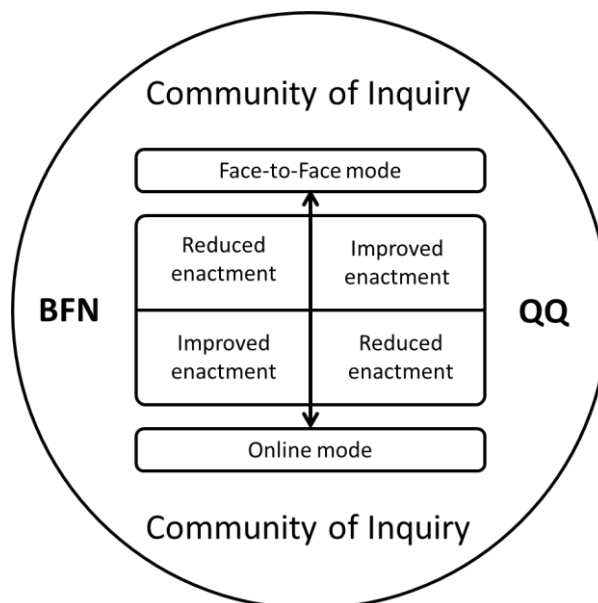 Community of Inquiry
Face-to-Face mode
Reduced
enactment
Improved
enactment
BFN
QQ
Improved
enactment
Reduced
enactment
Online mode
Community of Inquiry